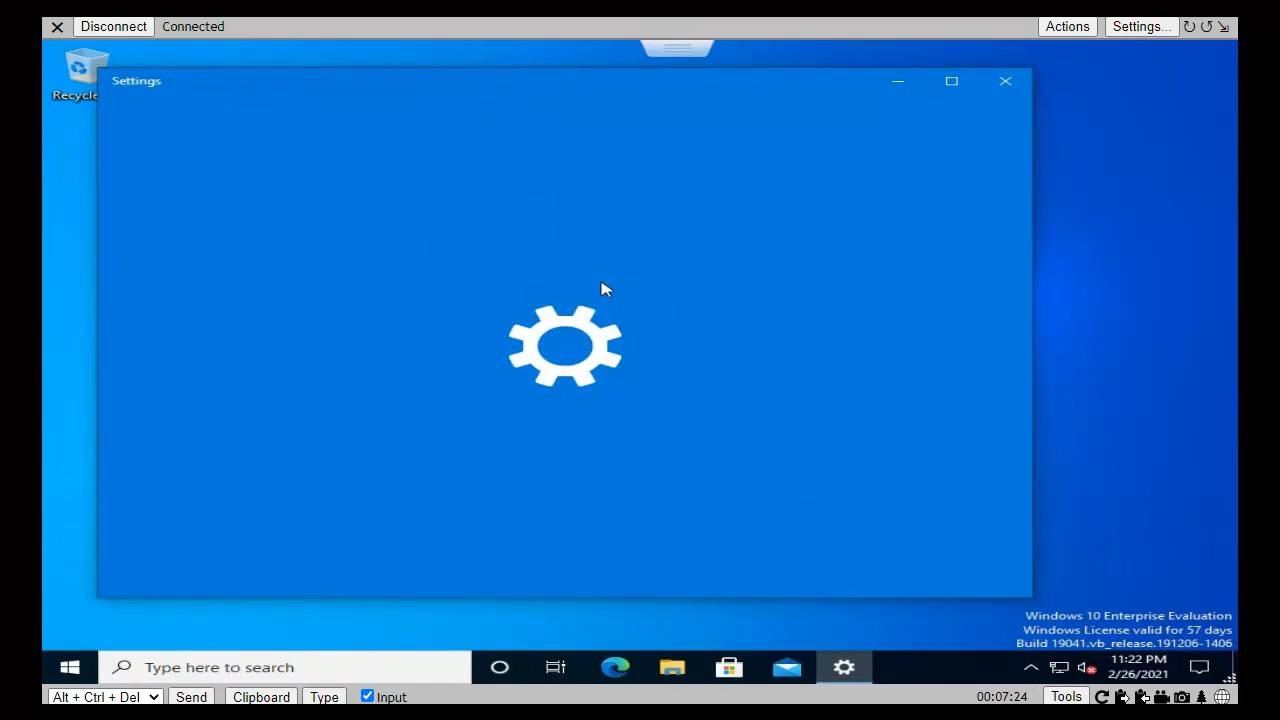 Disconnect Connected Actions Settings...
Recycle
Settings
Windows 10 Enterprise Evaluation
Windows License valid for 57 days
Build 19041.vb_release.191206-1406
Type here to search
11:22 PM
2/26/2021
Alt + Ctrl + Del Send Clipboard Type Input 00:07:24 Tools